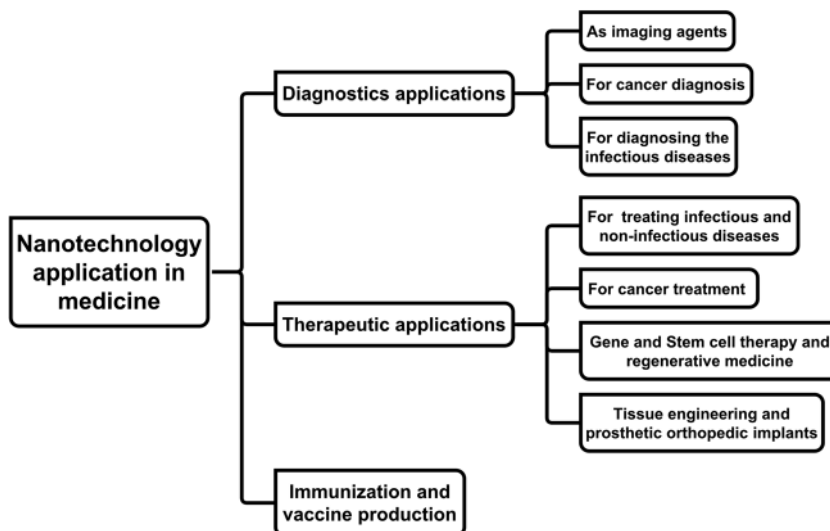 Nanotechnology
application in
medicine
Diagnostics applications
As imaging agents
For cancer diagnosis
For diagnosing the
infectious diseases
Therapeutic applications
For treating infectious and
non-infectious diseases
For cancer treatment
Gene and Stem cell therapy and
regenerative medicine
Tissue engineering and
prosthetic orthopedic implants
Immunization and
vaccine production